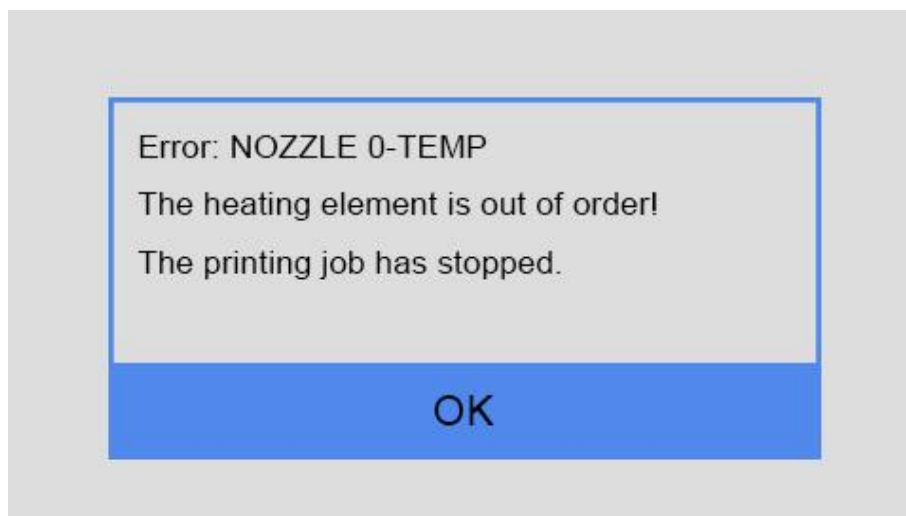 Error: NOZZLE 0-TEMP
The heating element is out of order!
The printing job has stopped.
OK